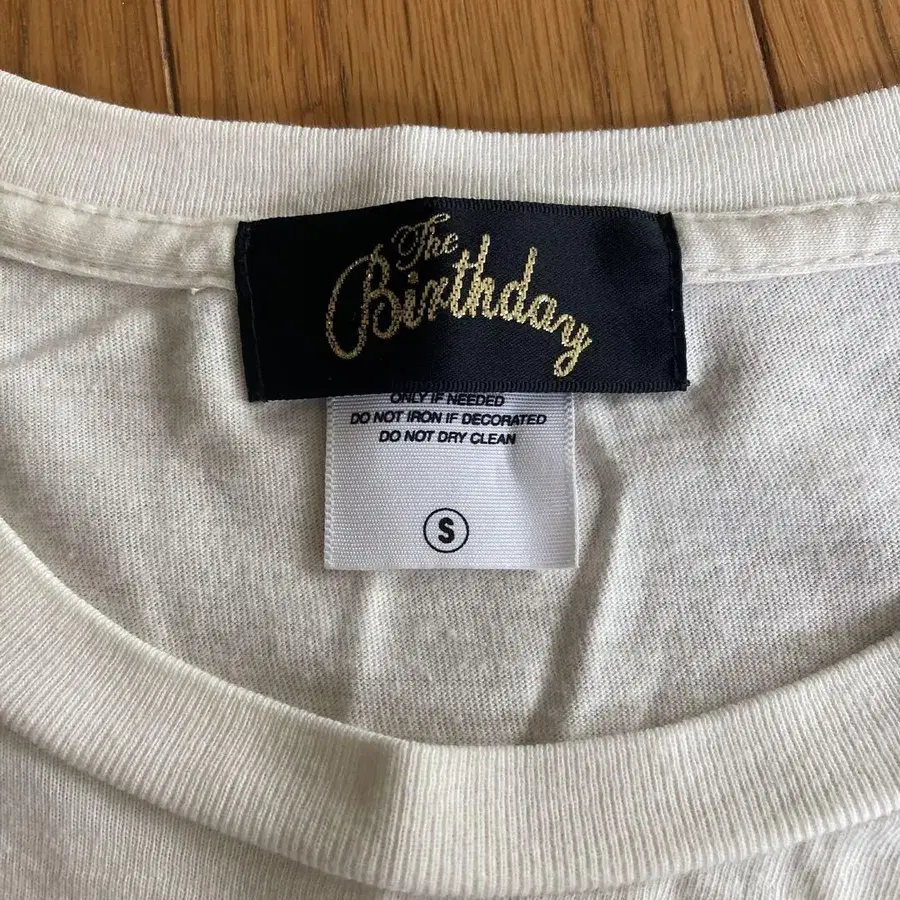 The
Birthday
ONLY IF NEEDED
DO NOT IRON IF DECORATED
DO NOT DRY CLEAN
S